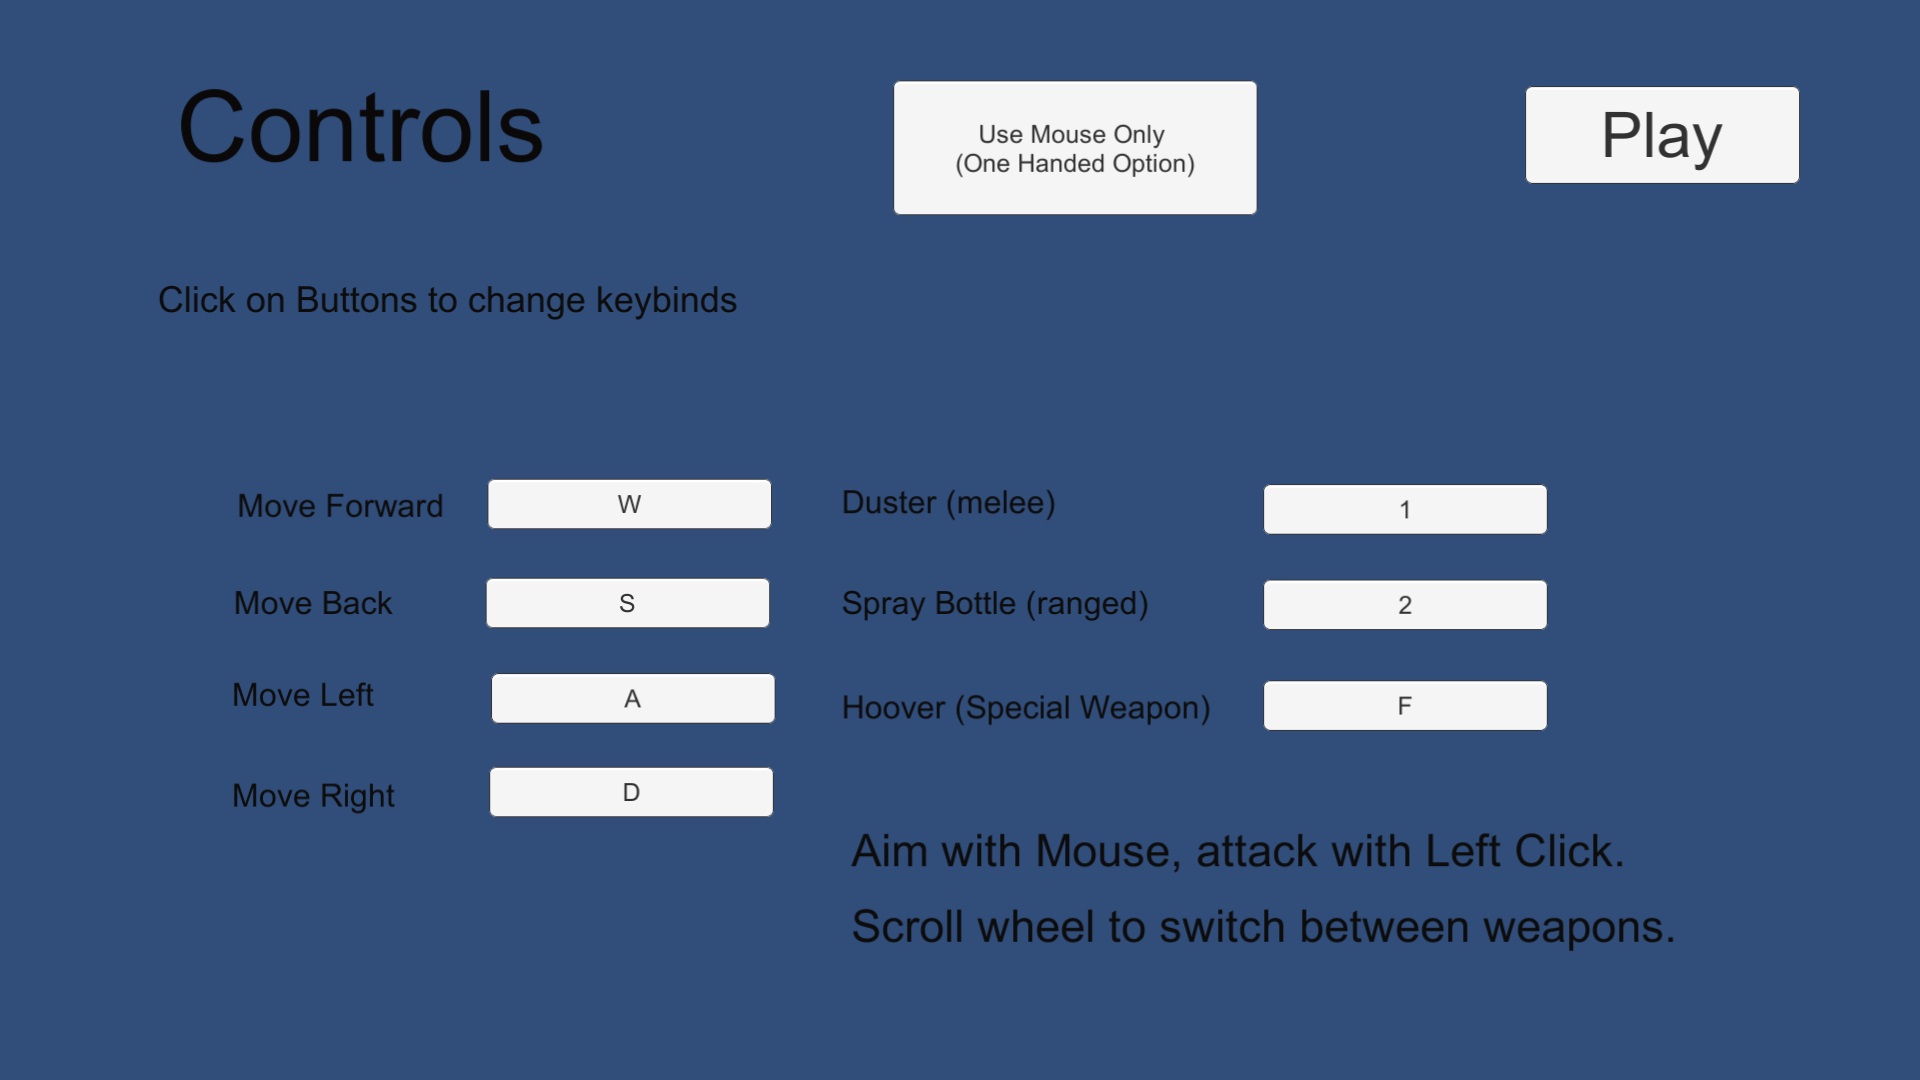 Controls
Use Mouse Only
(One Handed Option)
Play
Click on Buttons to change keybinds
Move Forward
W
Duster (melee)
1
Move Back
S
Spray Bottle (ranged)
2
Move Left
A
Hoover (Special Weapon)
F
Move Right
D
Aim with Mouse, attack with Left Click.
Scroll wheel to switch between weapons.